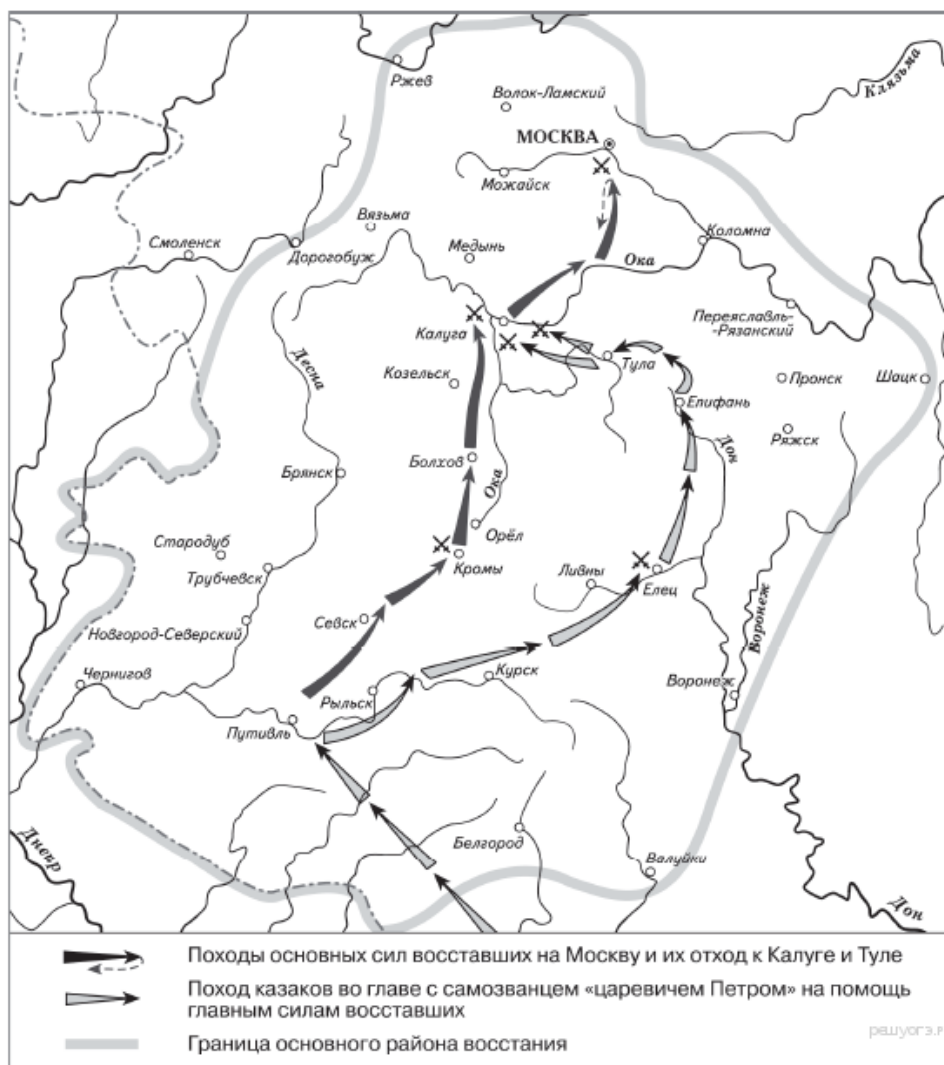 Ржев
Волок-Ламский
Клязьма
МОСКВА
Можайск
Вязьма
Смоленск
Дорогобуж
Медынь
Коломна
Ока
Переяславль-
-Рязанский
Калуга
Десна
Козельск
Тула
Пронск
Шацк
Епифань
Ряжск
Дон
Болхов
Брянск
Ока
Орёл
Стародуб
Кромы
Трубчевск
Ливны
Елец
Новгород-Северский
Севск
Воронеж
Чернигов
Рыльск
Курск
Воронеж
Путивль
Белгород
Днепр
Валуйки
Дон
Походы основных сил восставших на Москву и их отход к Калуге и Туле
Поход казаков во главе с самозванцем «царевичем Петром» на помощь
главным силам восставших
Граница основного района восстания
решуогэ.р